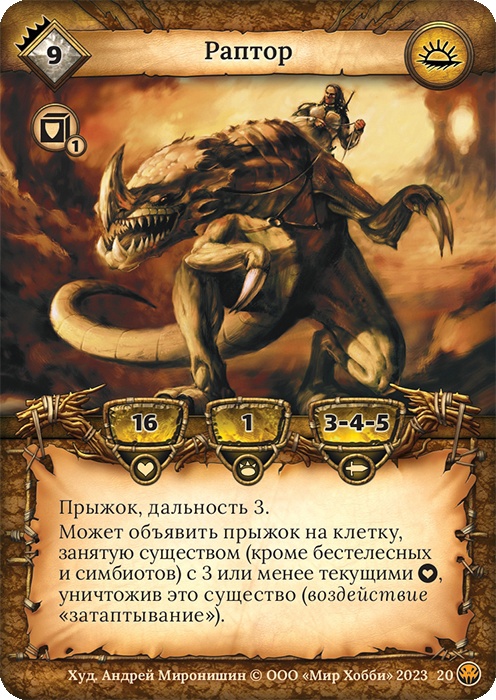 9
Раптор
1
16
1
3-4-5
Прыжок, дальность 3.
Может объявить прыжок на клетку,
занятую существом (кроме бестелесных
и симбиотов) с 3 или менее текущими ♥,
уничтожив это существо (воздействие
«затаптывание»).
Худ. Андрей Миронишин © ООО «Мир Хобби» 2023 20